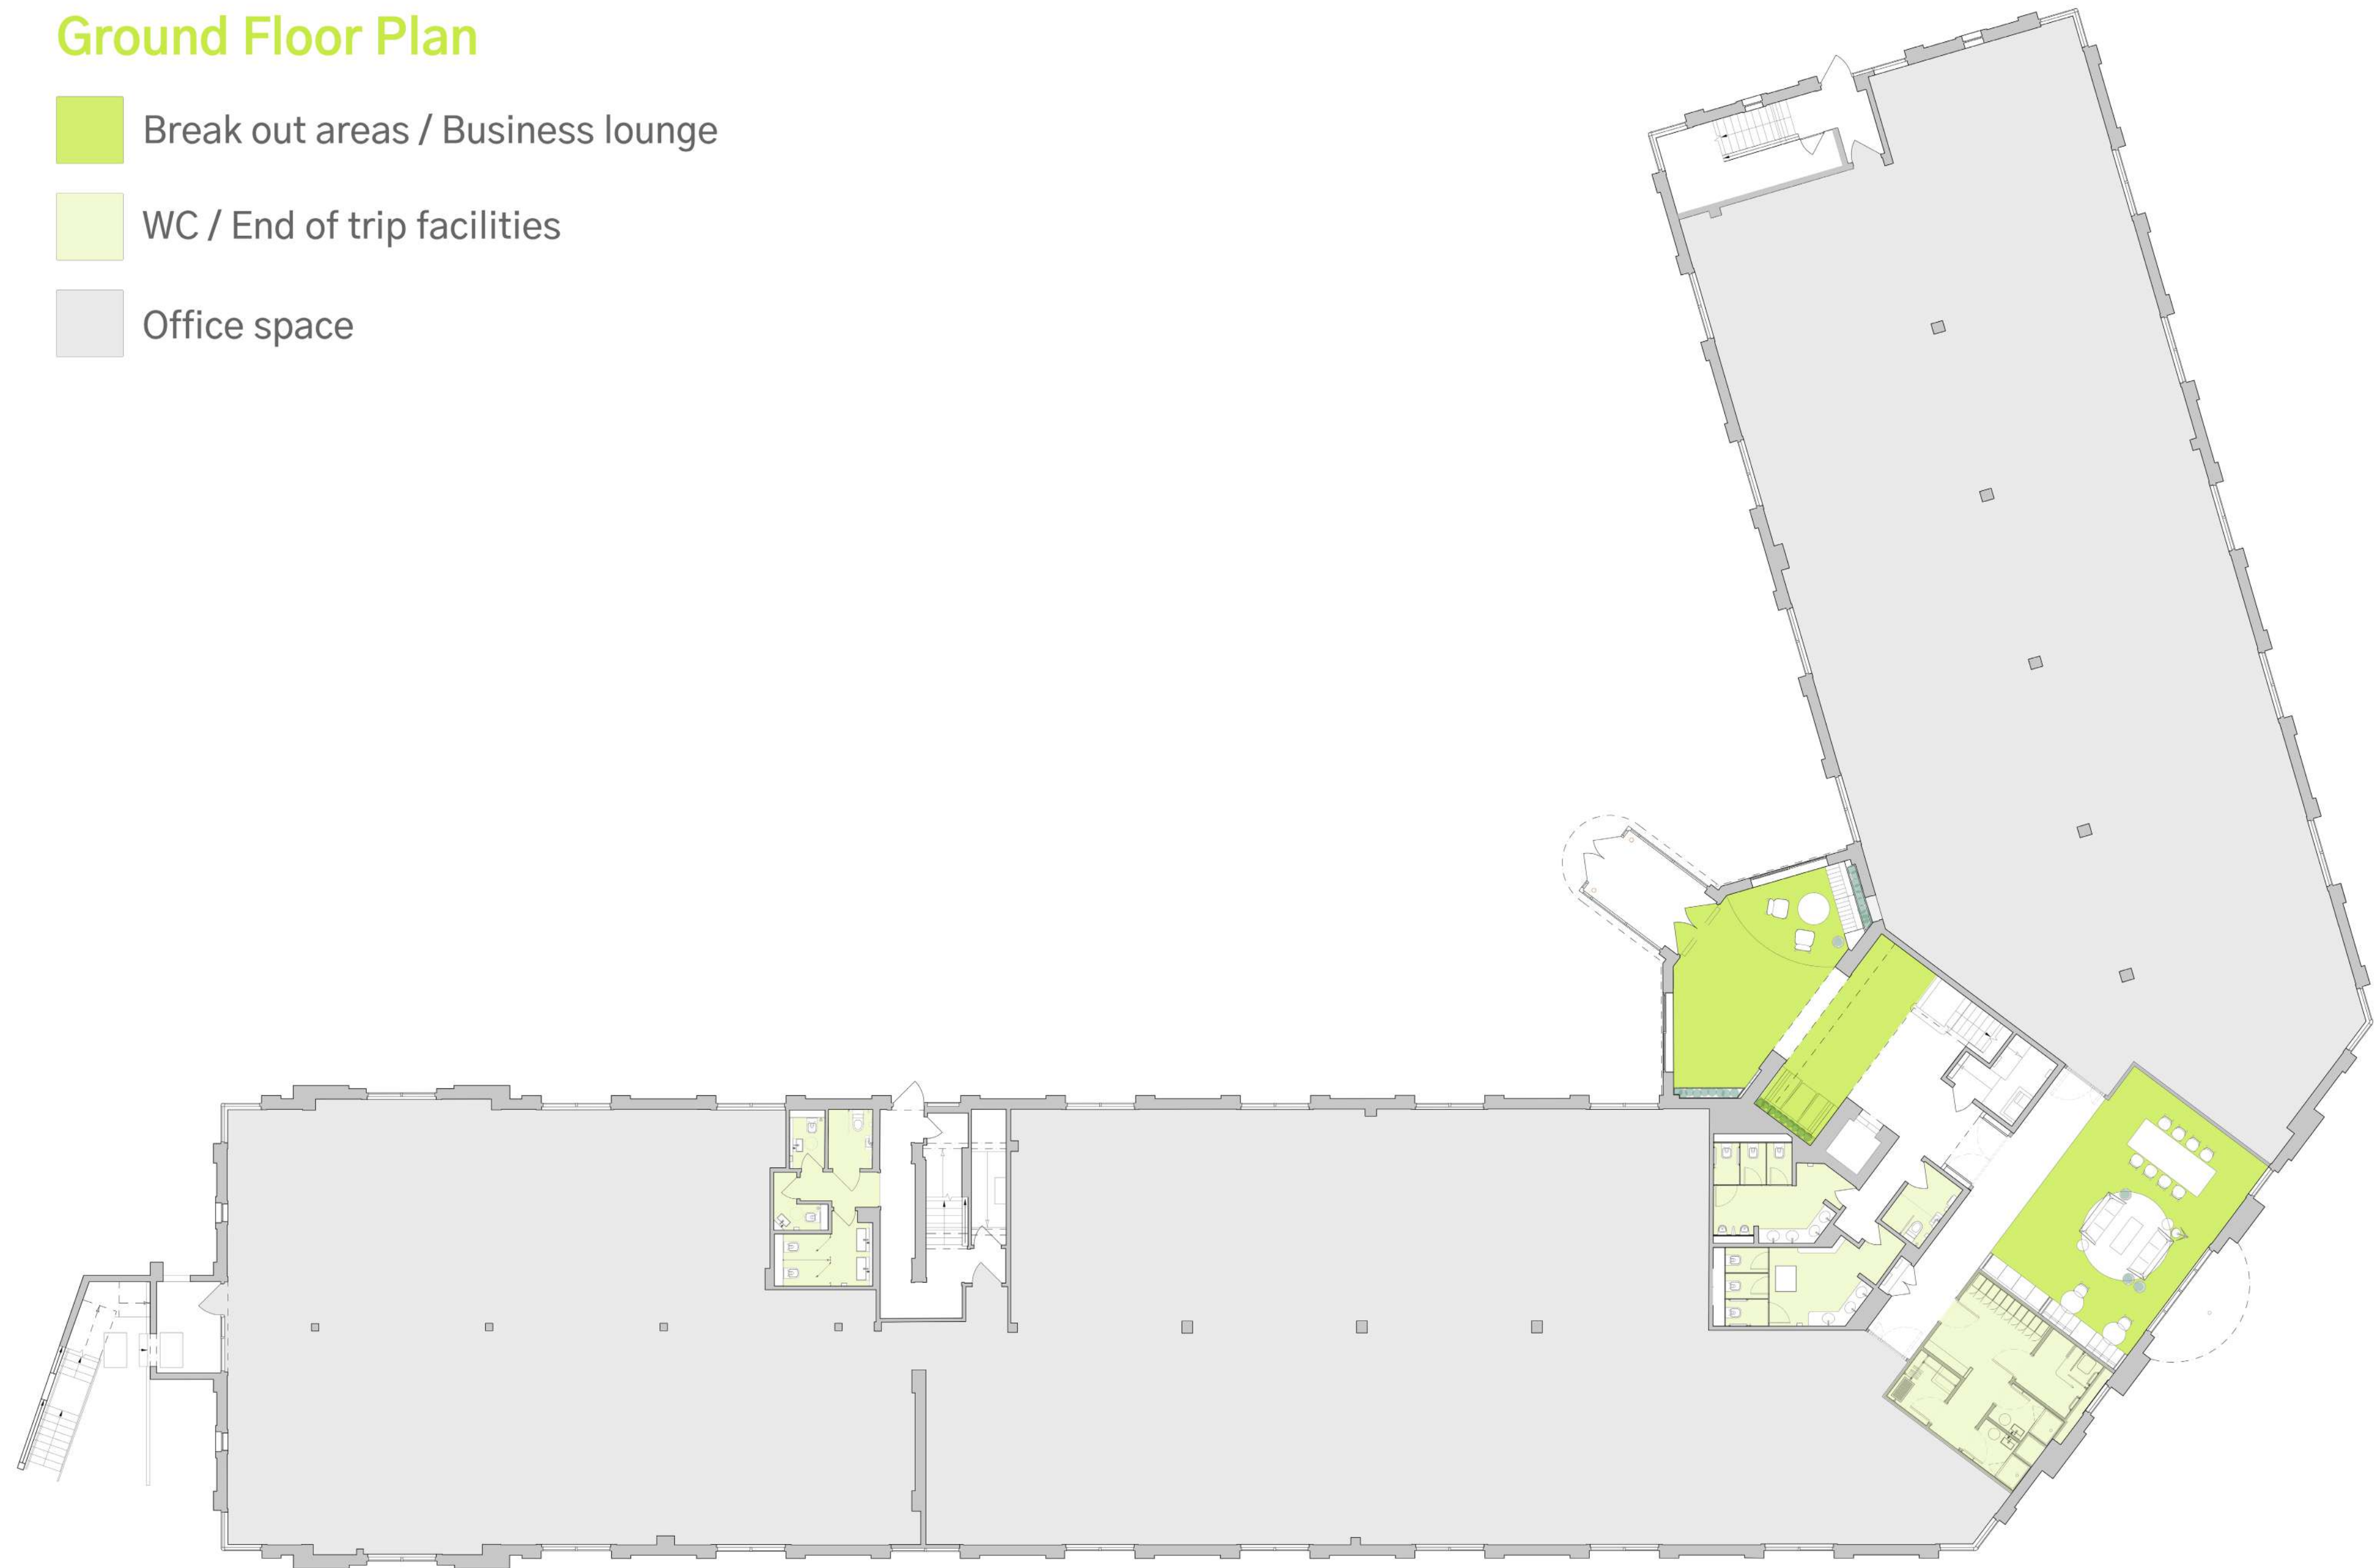 Ground Floor Plan
Break out areas / Business lounge
WC / End of trip facilities
Office space